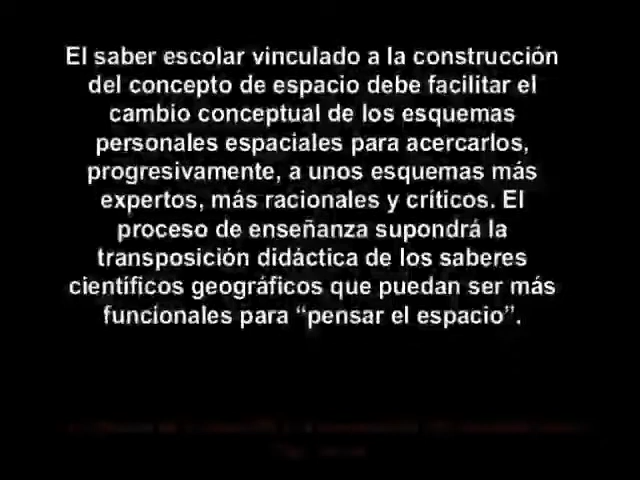 El saber escolar vinculado a la construcción
del concepto de espacio debe facilitar el
cambio conceptual de los esquemas
personales espaciales para acercarlos,
progresivamente, a unos esquemas más
expertos, más racionales y críticos. El
proceso de enseñanza supondrá la
transposición didáctica de los saberes
científicos geográficos que puedan ser más
funcionales para “pensar el espacio”.